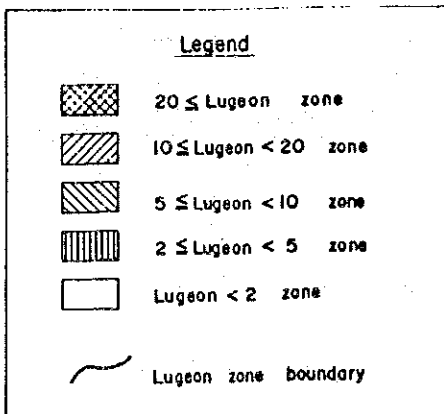 Legend
20 ≦ Lugeon zone
10 ≦ Lugeon < 20 zone
5 ≦ Lugeon < 10 zone
2 ≦ Lugeon < 5 zone
Lugeon < 2 zone
Lugeon zone boundary